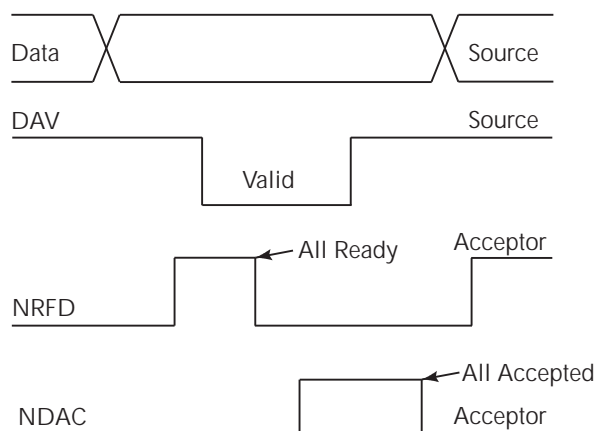 Data Source
DAV Source
Valid
All Ready Acceptor
NRFD
All Accepted
NDAC Acceptor